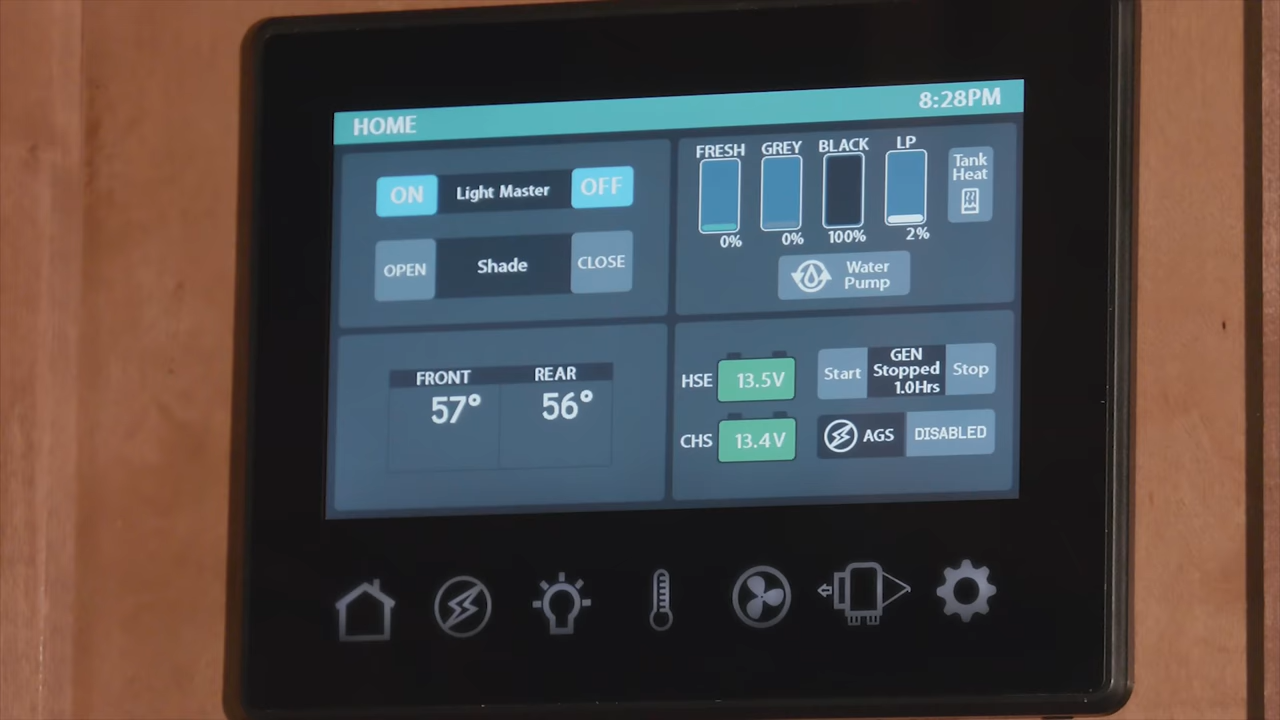 HOME
8:28PM
ON Light Master OFF
OPEN Shade CLOSE
FRESH GREY BLACK LP
0% 0% 100% 2%
Tank
Heat
Water
Pump
FRONT REAR
57° 56°
HSE 13.5V
CHS 13.4V
Start
GEN
Stopped
1.0Hrs
Stop
AGS DISABLED